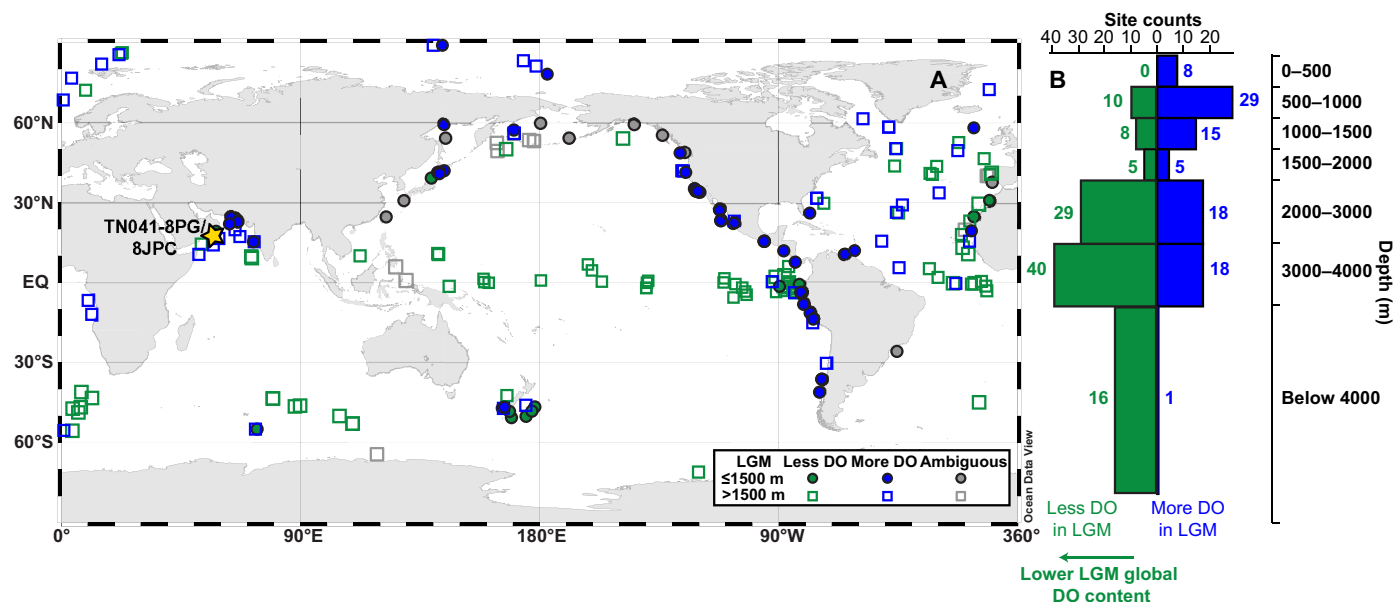 A
60°N
30°N
EQ
30°S
60°S
0°
90°E
180°E
90°W
360°
TN041-8PG/
8JPC
LGM Less DO More DO Ambiguous
≤1500 m
>1500 m
Ocean Data View
B
Site counts
40 30 20 10 0 10 20
0 8 0–500
10 29 500–1000
8 15 1000–1500
5 5 1500–2000
29 18 2000–3000
40 18 3000–4000
16 1 Below 4000
Depth (m)
Less DO
in LGM
More DO
in LGM
Lower LGM global
DO content